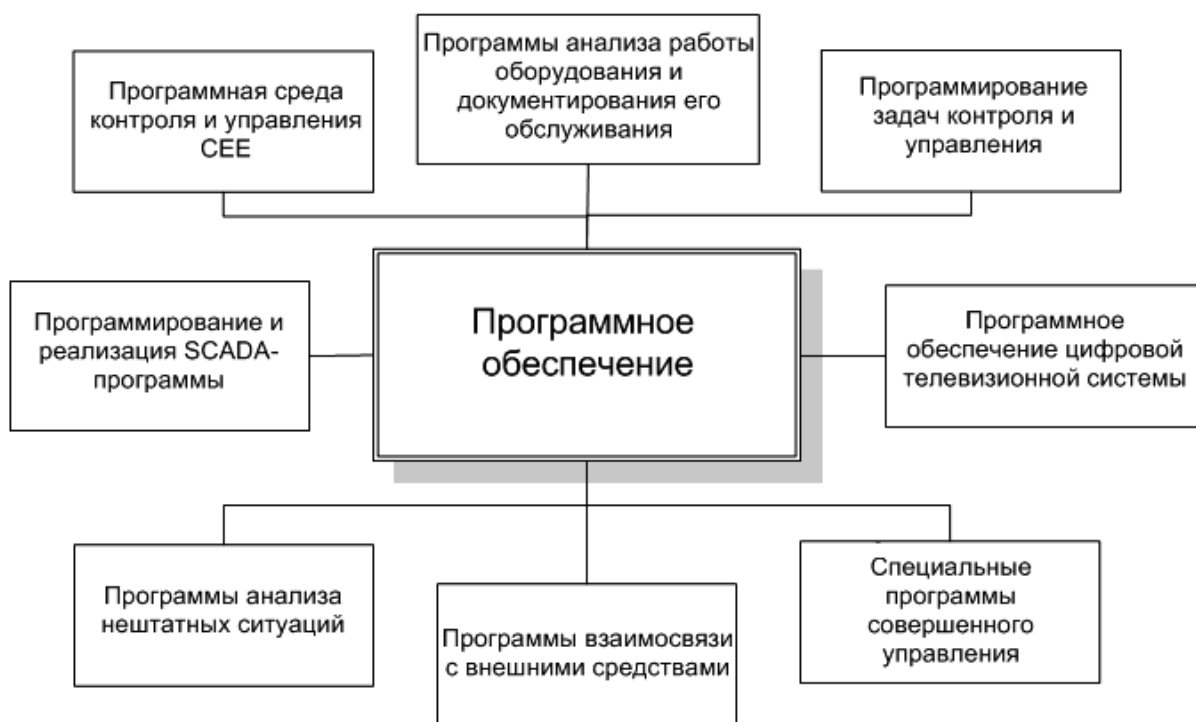 Программная среда
контроля и управления
CEE
Программы анализа работы
оборудования и
документирования его
обслуживания
Программирование
задач контроля и
управления
Программирование и
реализация SCADA-
программы
Программное
обеспечение
Программное
обеспечение цифровой
телевизионной системы
Программы анализа
нештатных ситуаций
Программы взаимосвязи
с внешними средствами
Специальные
программы
совершенного
управления